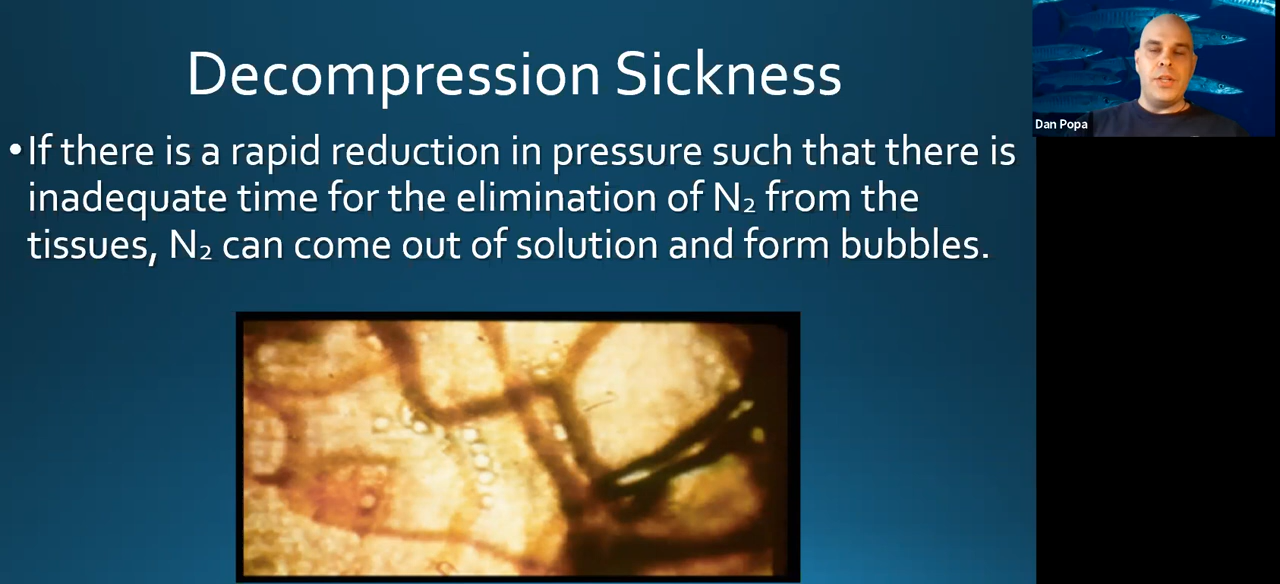 Decompression Sickness
•If there is a rapid reduction in pressure such that there is
inadequate time for the elimination of N₂ from the
tissues, N₂ can come out of solution and form bubbles.
Dan Popa